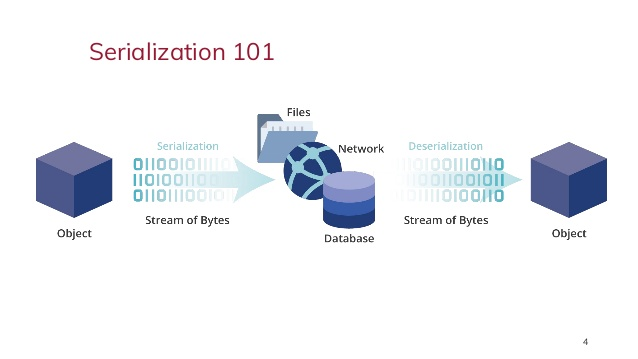 Serialization 101
Files
Serialization
Network
Deserialization
Stream of Bytes
Stream of Bytes
Object
Database
Object
4